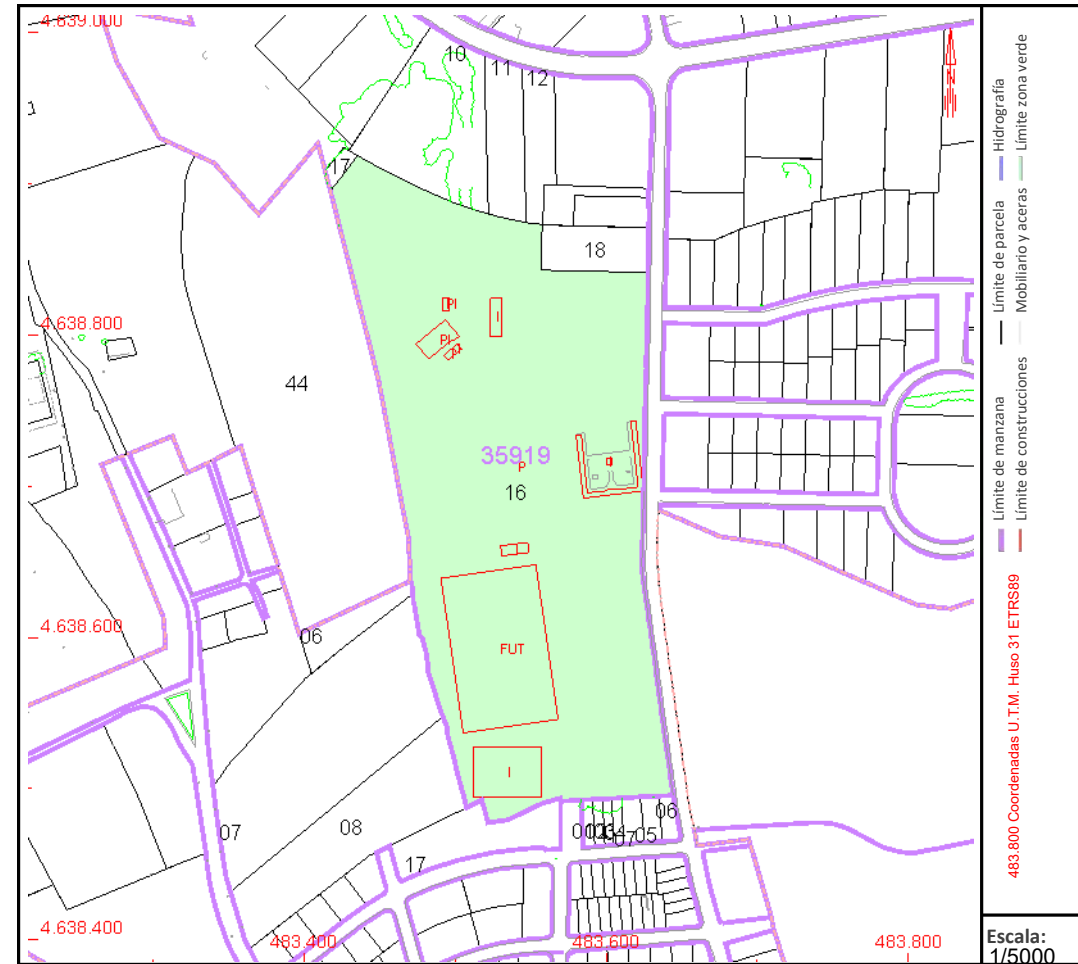 4.639.000
10
11
12
N
17
18
PI
I
PI
4.638.800
44
35919
P
16
4.638.600
06
FUT
I
07
08
06
05
07
17
4.638.400
483.400
483.600
483.800
Límite de manzana
Límite de parcela
Hidrografía
Límite de construcciones
Mobiliario y aceras
Límite zona verde
483.800 Coordenadas U.T.M. Huso 31 ETRS89
Escala:
1/5000